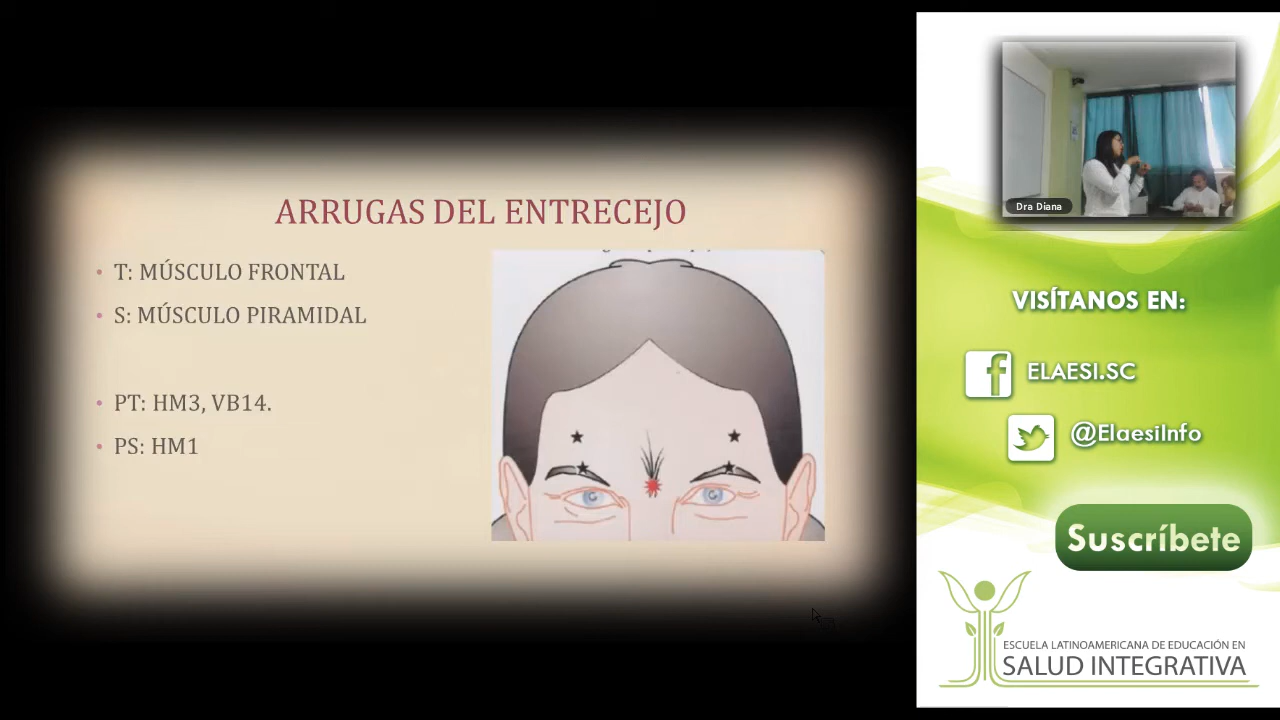 ARRUGAS DEL ENTRECEJO
• T: MÚSCULO FRONTAL
• S: MÚSCULO PIRAMIDAL
• PT: HM3, VB14.
• PS: HM1
Dra Diana
VISÍTANOS EN:
ELAESI.SC
@ElaesiInfo
Suscríbete
ESCUELA LATINOAMERICANA DE EDUCACIÓN EN
SALUD INTEGRATIVA